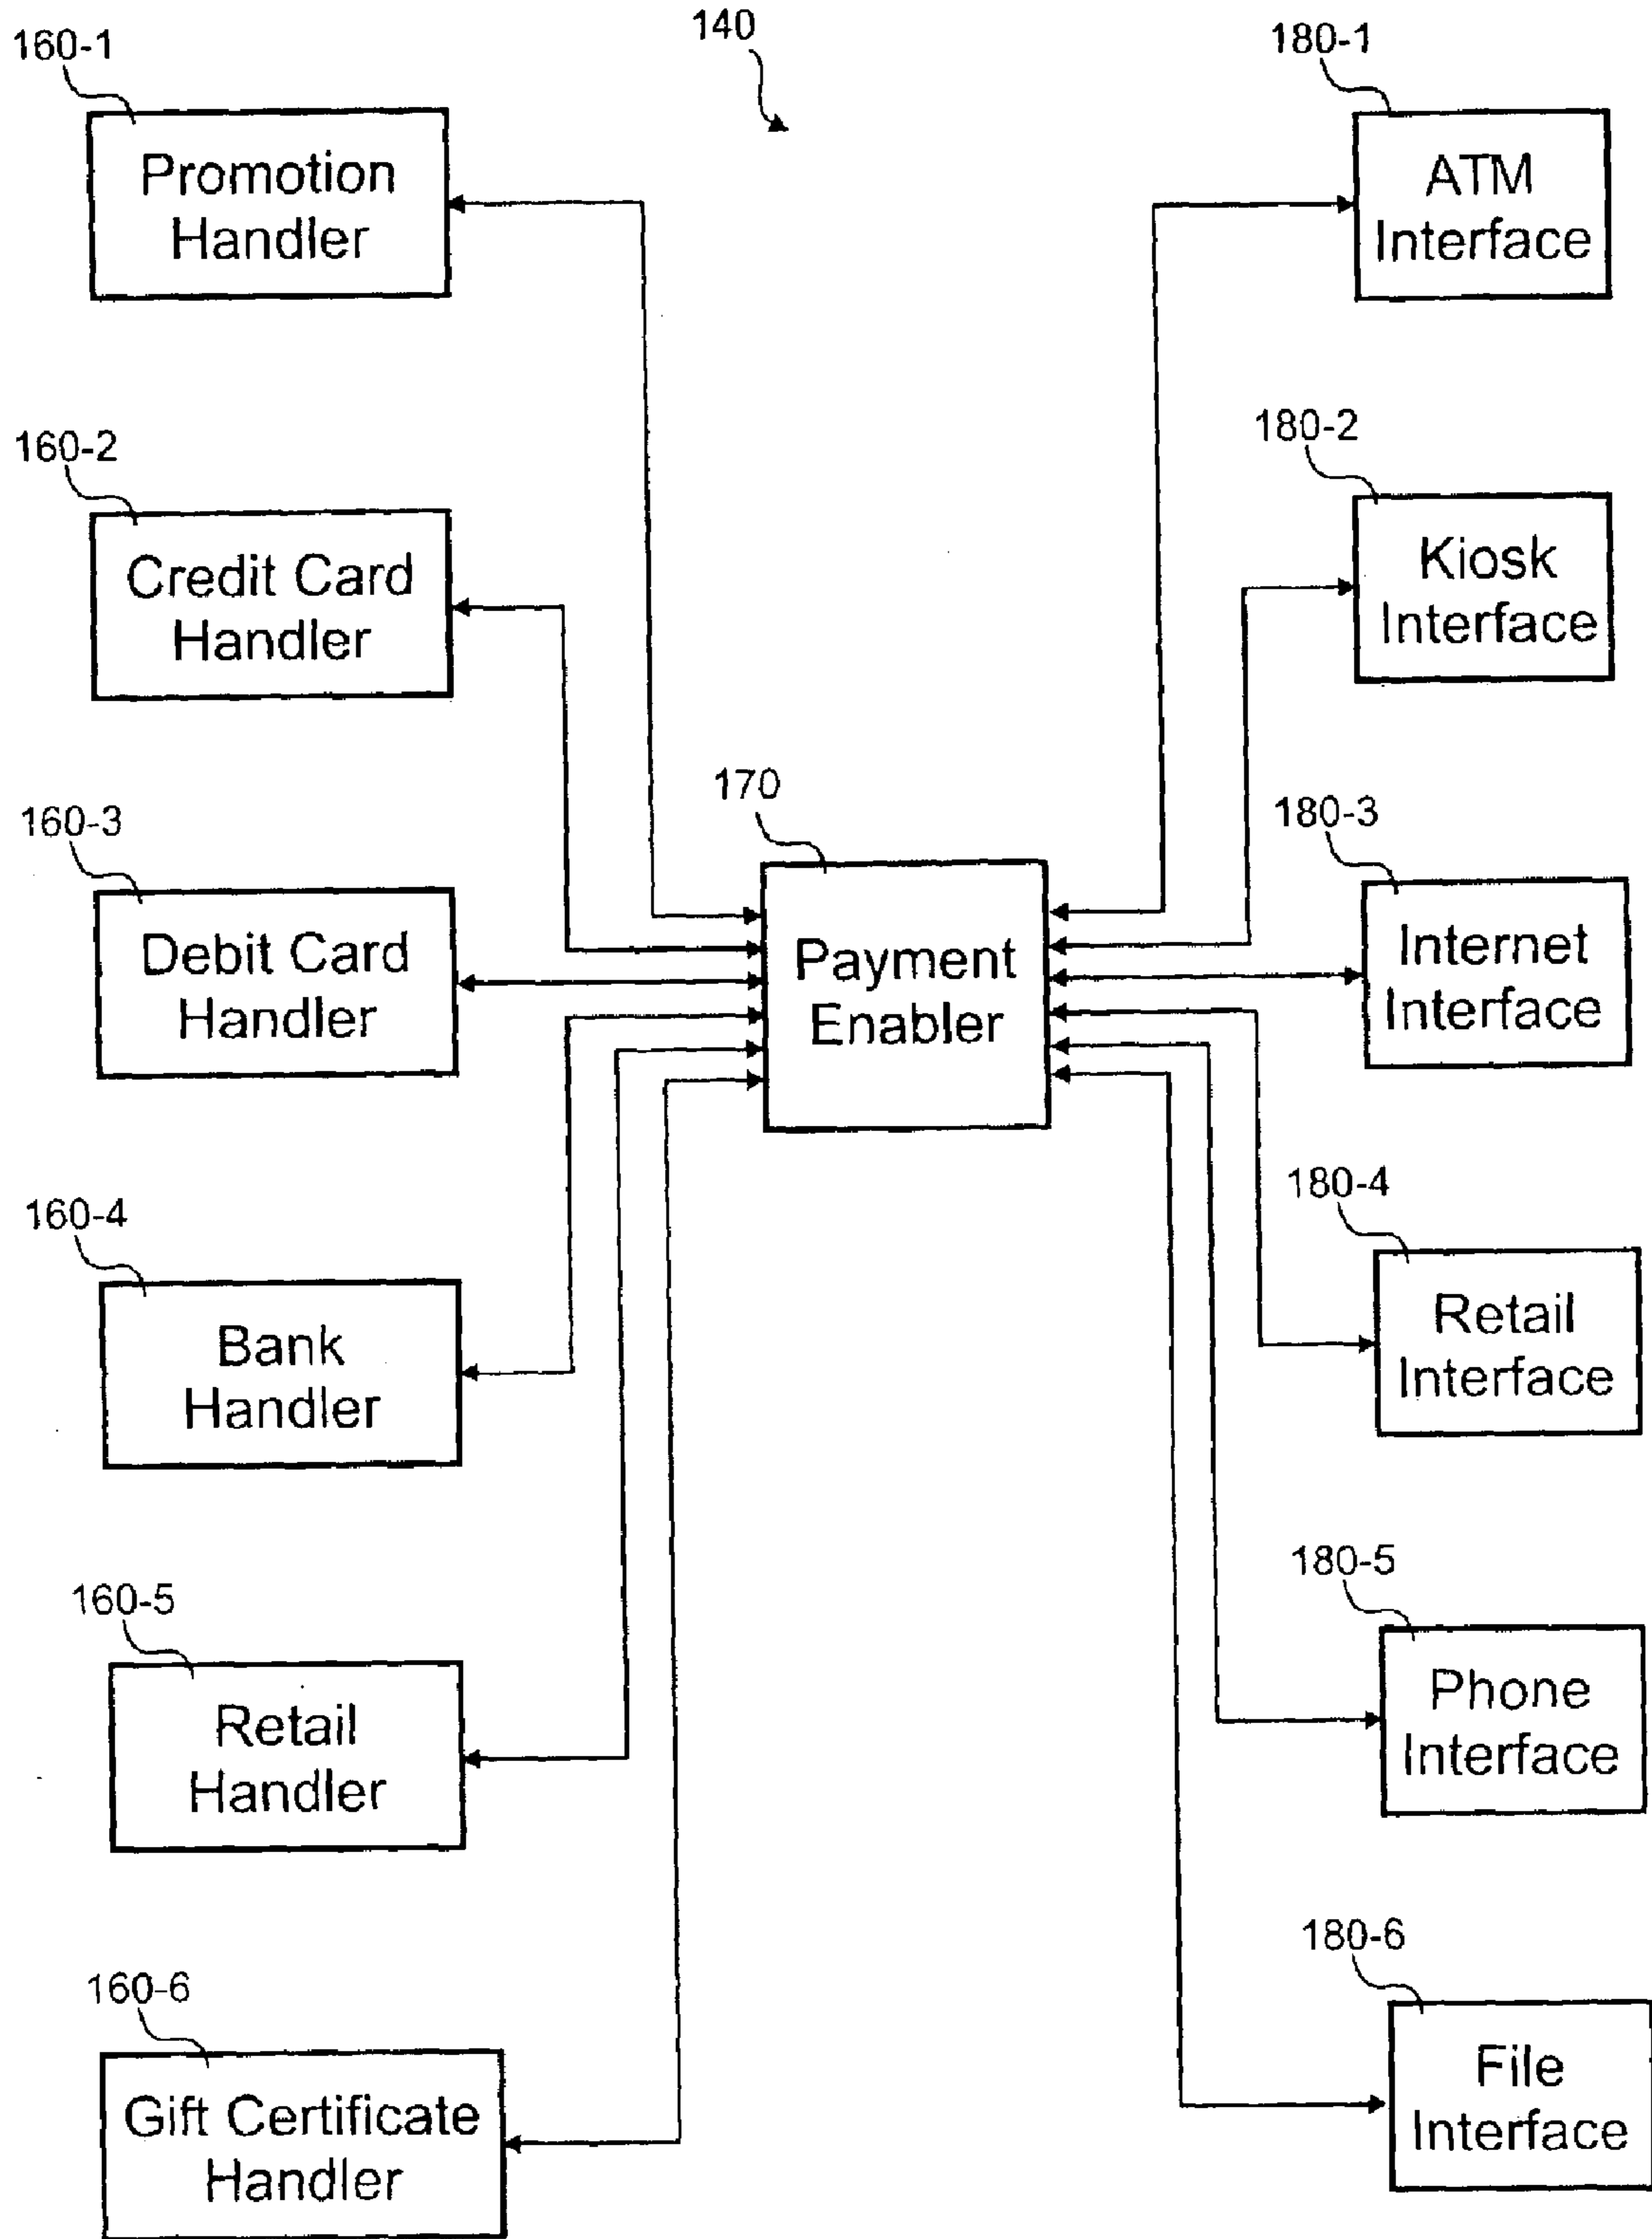 140
160-1
Promotion
Handler
160-2
Credit Card
Handler
160-3
Debit Card
Handler
160-4
Bank
Handler
160-5
Retail
Handler
160-6
Gift Certificate
Handler
170
Payment
Enabler
180-1
ATM
Interface
180-2
Kiosk
Interface
180-3
Internet
Interface
180-4
Retail
Interface
180-5
Phone
Interface
180-6
File
Interface